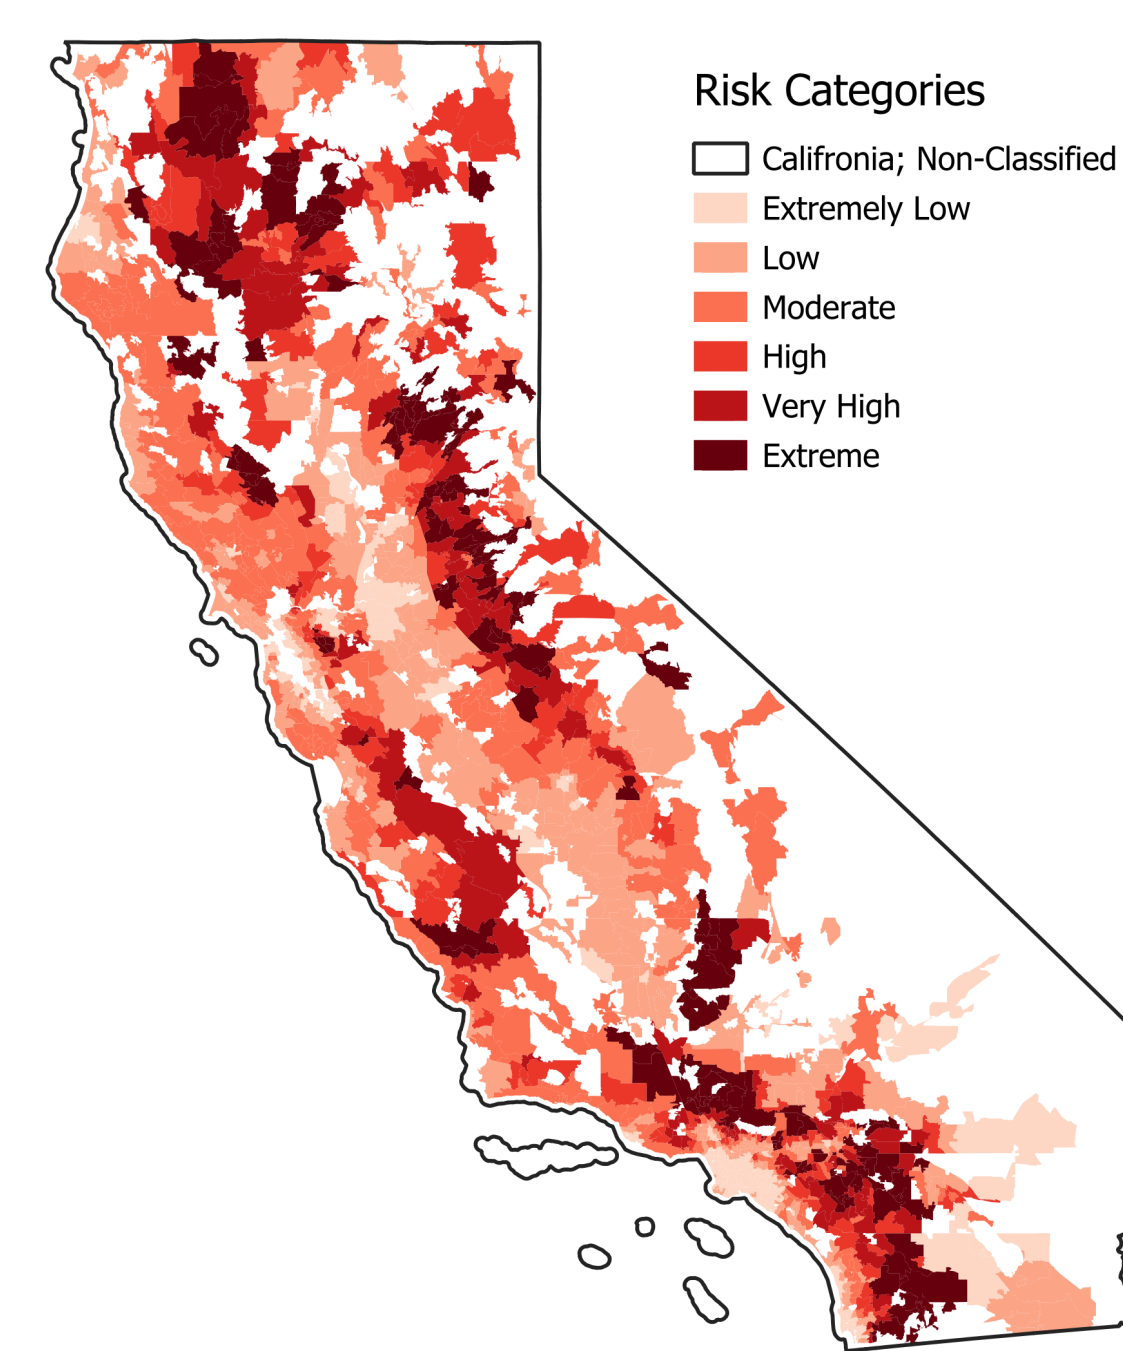 Risk Categories
Califronia; Non-Classified
Extremely Low
Low
Moderate
High
Very High
Extreme